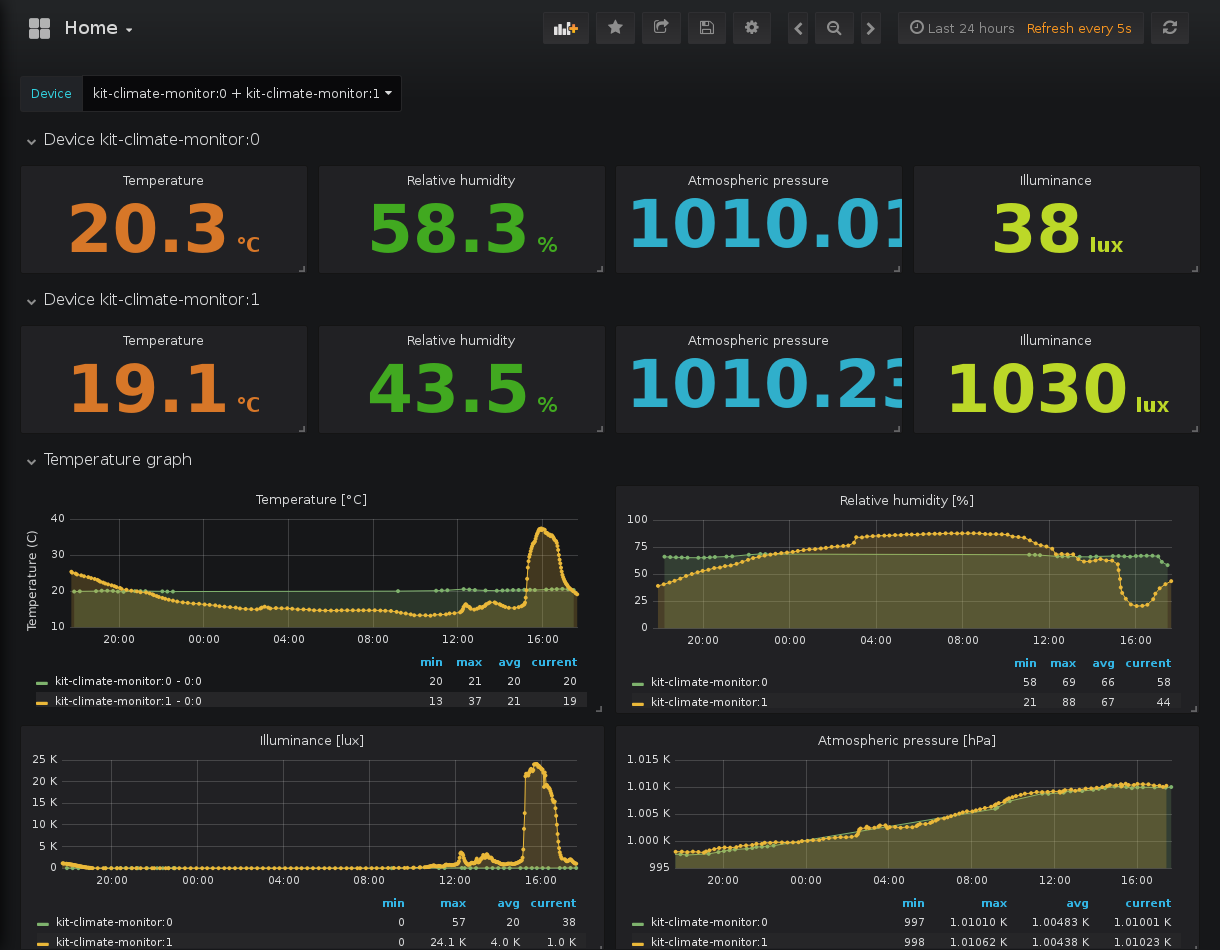 Home
Last 24 hours Refresh every 5s
Device kit-climate-monitor:0 + kit-climate-monitor:1
Device kit-climate-monitor:0
Temperature Relative humidity Atmospheric pressure Illuminance
20.3 °C 58.3 % 1010.01 38 lux
Device kit-climate-monitor:1
Temperature Relative humidity Atmospheric pressure Illuminance
19.1 °C 43.5 % 1010.23 1030 lux
Temperature graph
Temperature [°C]
Temperature (C)
40
30
20
10
20:00 00:00 04:00 08:00 12:00 16:00
min max avg current
kit-climate-monitor:0 - 0:0 20 21 20 20
kit-climate-monitor:1 - 0:0 13 37 21 19
Relative humidity [%]
100
75
50
25
0
20:00 00:00 04:00 08:00 12:00 16:00
min max avg current
kit-climate-monitor:0 58 69 66 58
kit-climate-monitor:1 21 88 67 44
Illuminance [lux]
25 K
20 K
15 K
10 K
5 K
0
20:00 00:00 04:00 08:00 12:00 16:00
min max avg current
kit-climate-monitor:0 0 57 20 38
kit-climate-monitor:1 0 24.1 K 4.0 K 1.0 K
Atmospheric pressure [hPa]
1.015 K
1.010 K
1.005 K
1.000 K
995
20:00 00:00 04:00 08:00 12:00 16:00
min max avg current
kit-climate-monitor:0 997 1.01010 K 1.00483 K 1.01001 K
kit-climate-monitor:1 998 1.01062 K 1.00438 K 1.01023 K